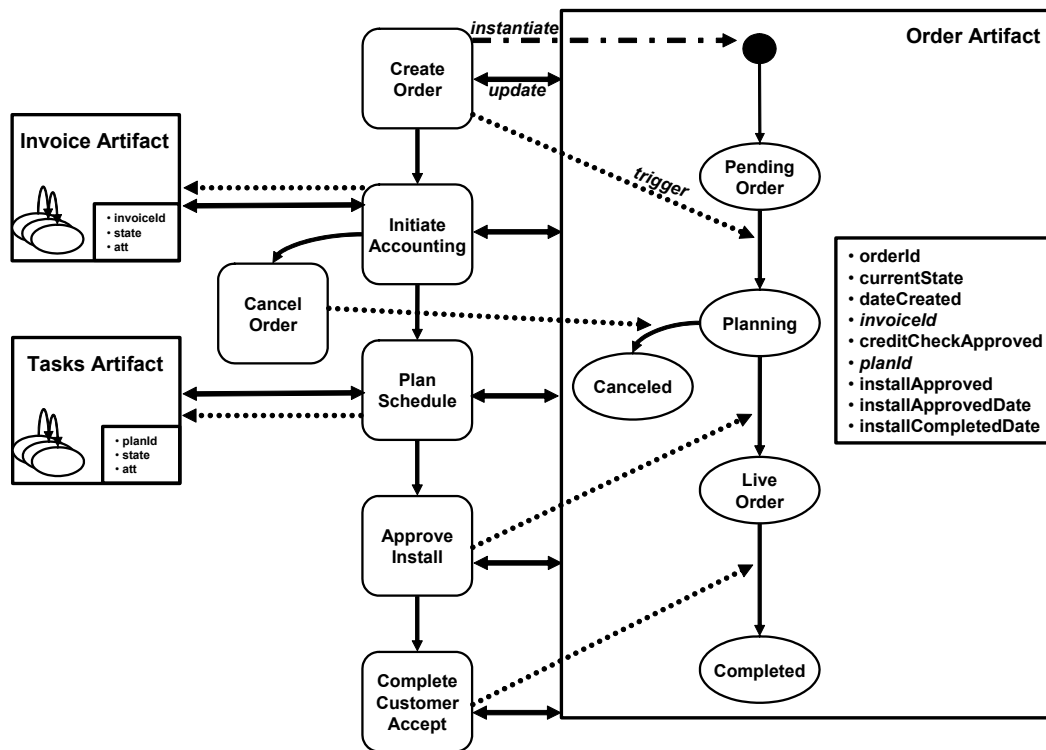 instantiate
Order Artifact
Create
Order
update
Invoice Artifact
• invoiceId
• state
• att
Pending
Order
trigger
Initiate
Accounting
Cancel
Order
• orderId
• currentState
• dateCreated
• invoiceId
• creditCheckApproved
• planId
• installApproved
• installApprovedDate
• installCompletedDate
Planning
Canceled
Tasks Artifact
• planId
• state
• att
Plan
Schedule
Live
Order
Approve
Install
Complete
Customer
Accept
Completed